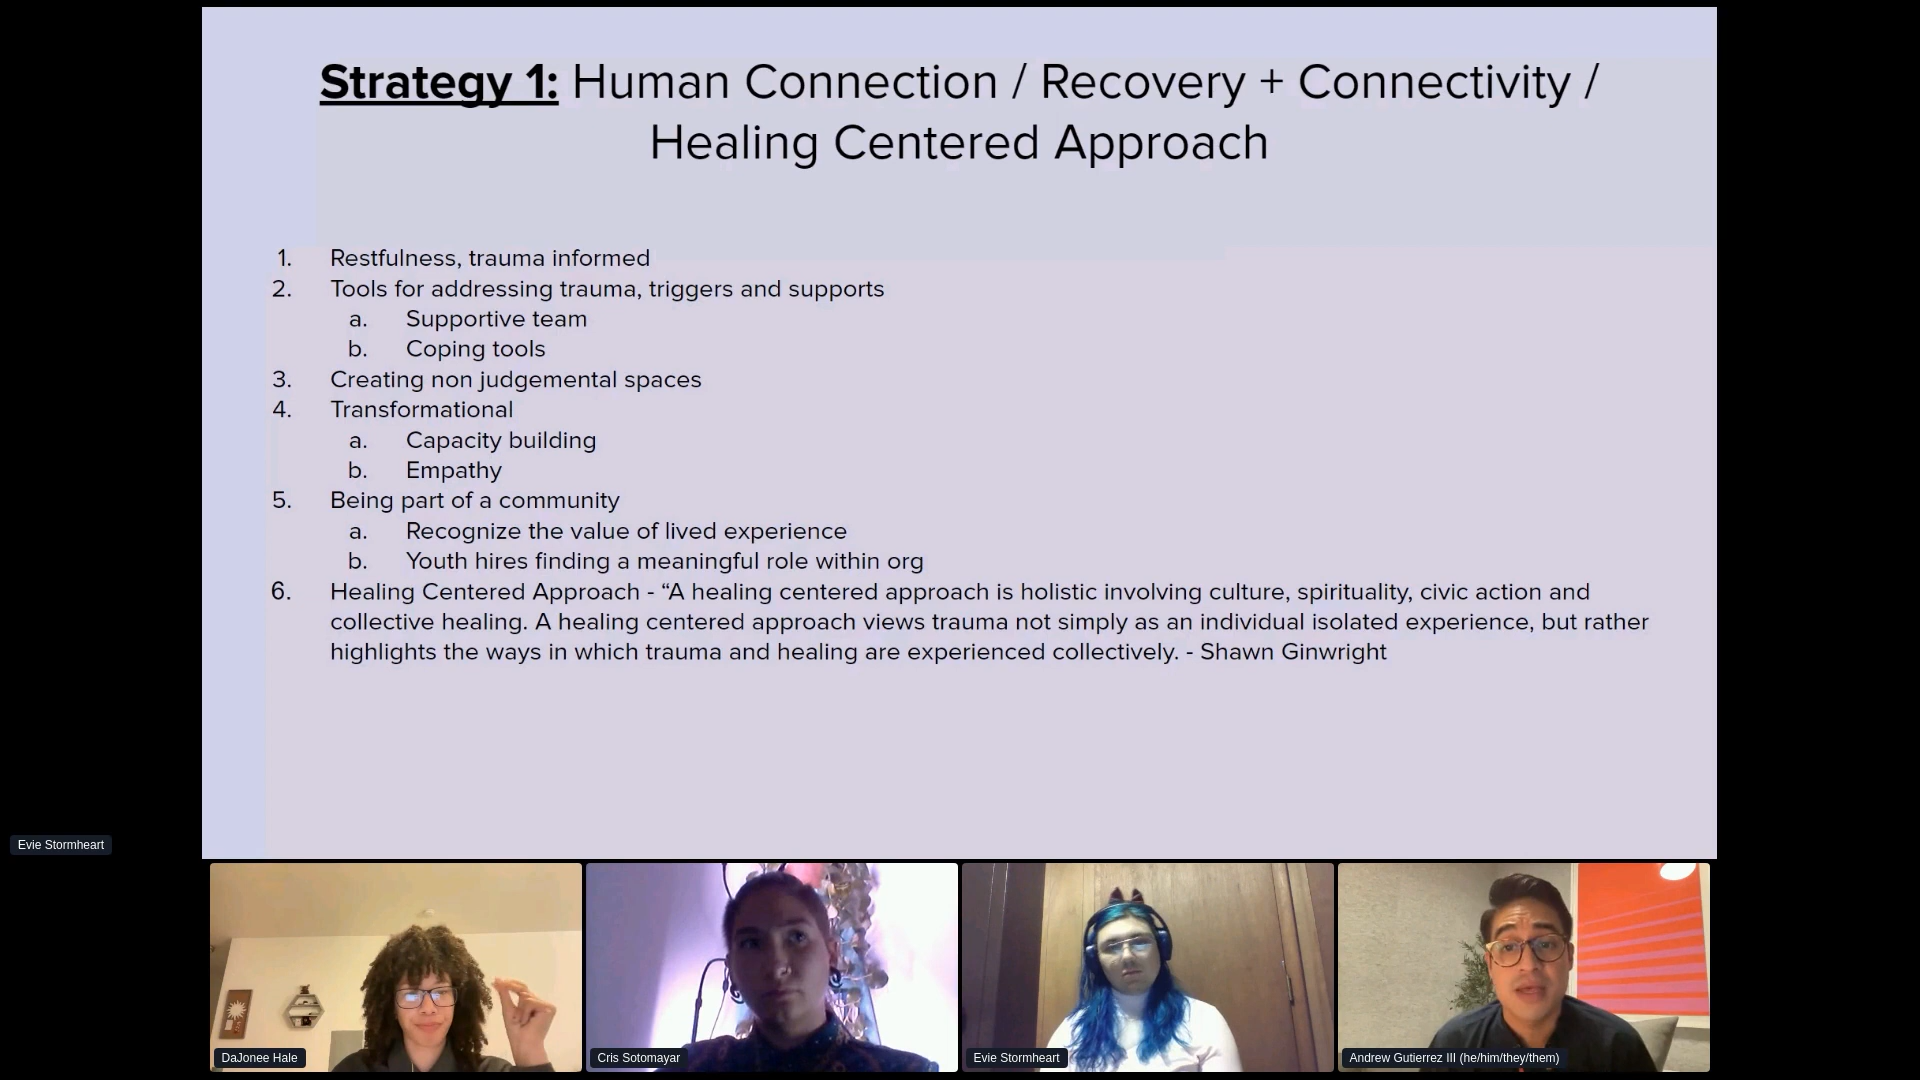 Strategy 1: Human Connection / Recovery + Connectivity /
Healing Centered Approach
1. Restfulness, trauma informed
2. Tools for addressing trauma, triggers and supports
a. Supportive team
b. Coping tools
3. Creating non judgemental spaces
4. Transformational
a. Capacity building
b. Empathy
5. Being part of a community
a. Recognize the value of lived experience
b. Youth hires finding a meaningful role within org
6. Healing Centered Approach - “A healing centered approach is holistic involving culture, spirituality, civic action and
collective healing. A healing centered approach views trauma not simply as an individual isolated experience, but rather
highlights the ways in which trauma and healing are experienced collectively. - Shawn Ginwright
Evie Stormheart
DaJonee Hale
Cris Sotomayar
Evie Stormheart
Andrew Gutierrez III (he/him/they/them)